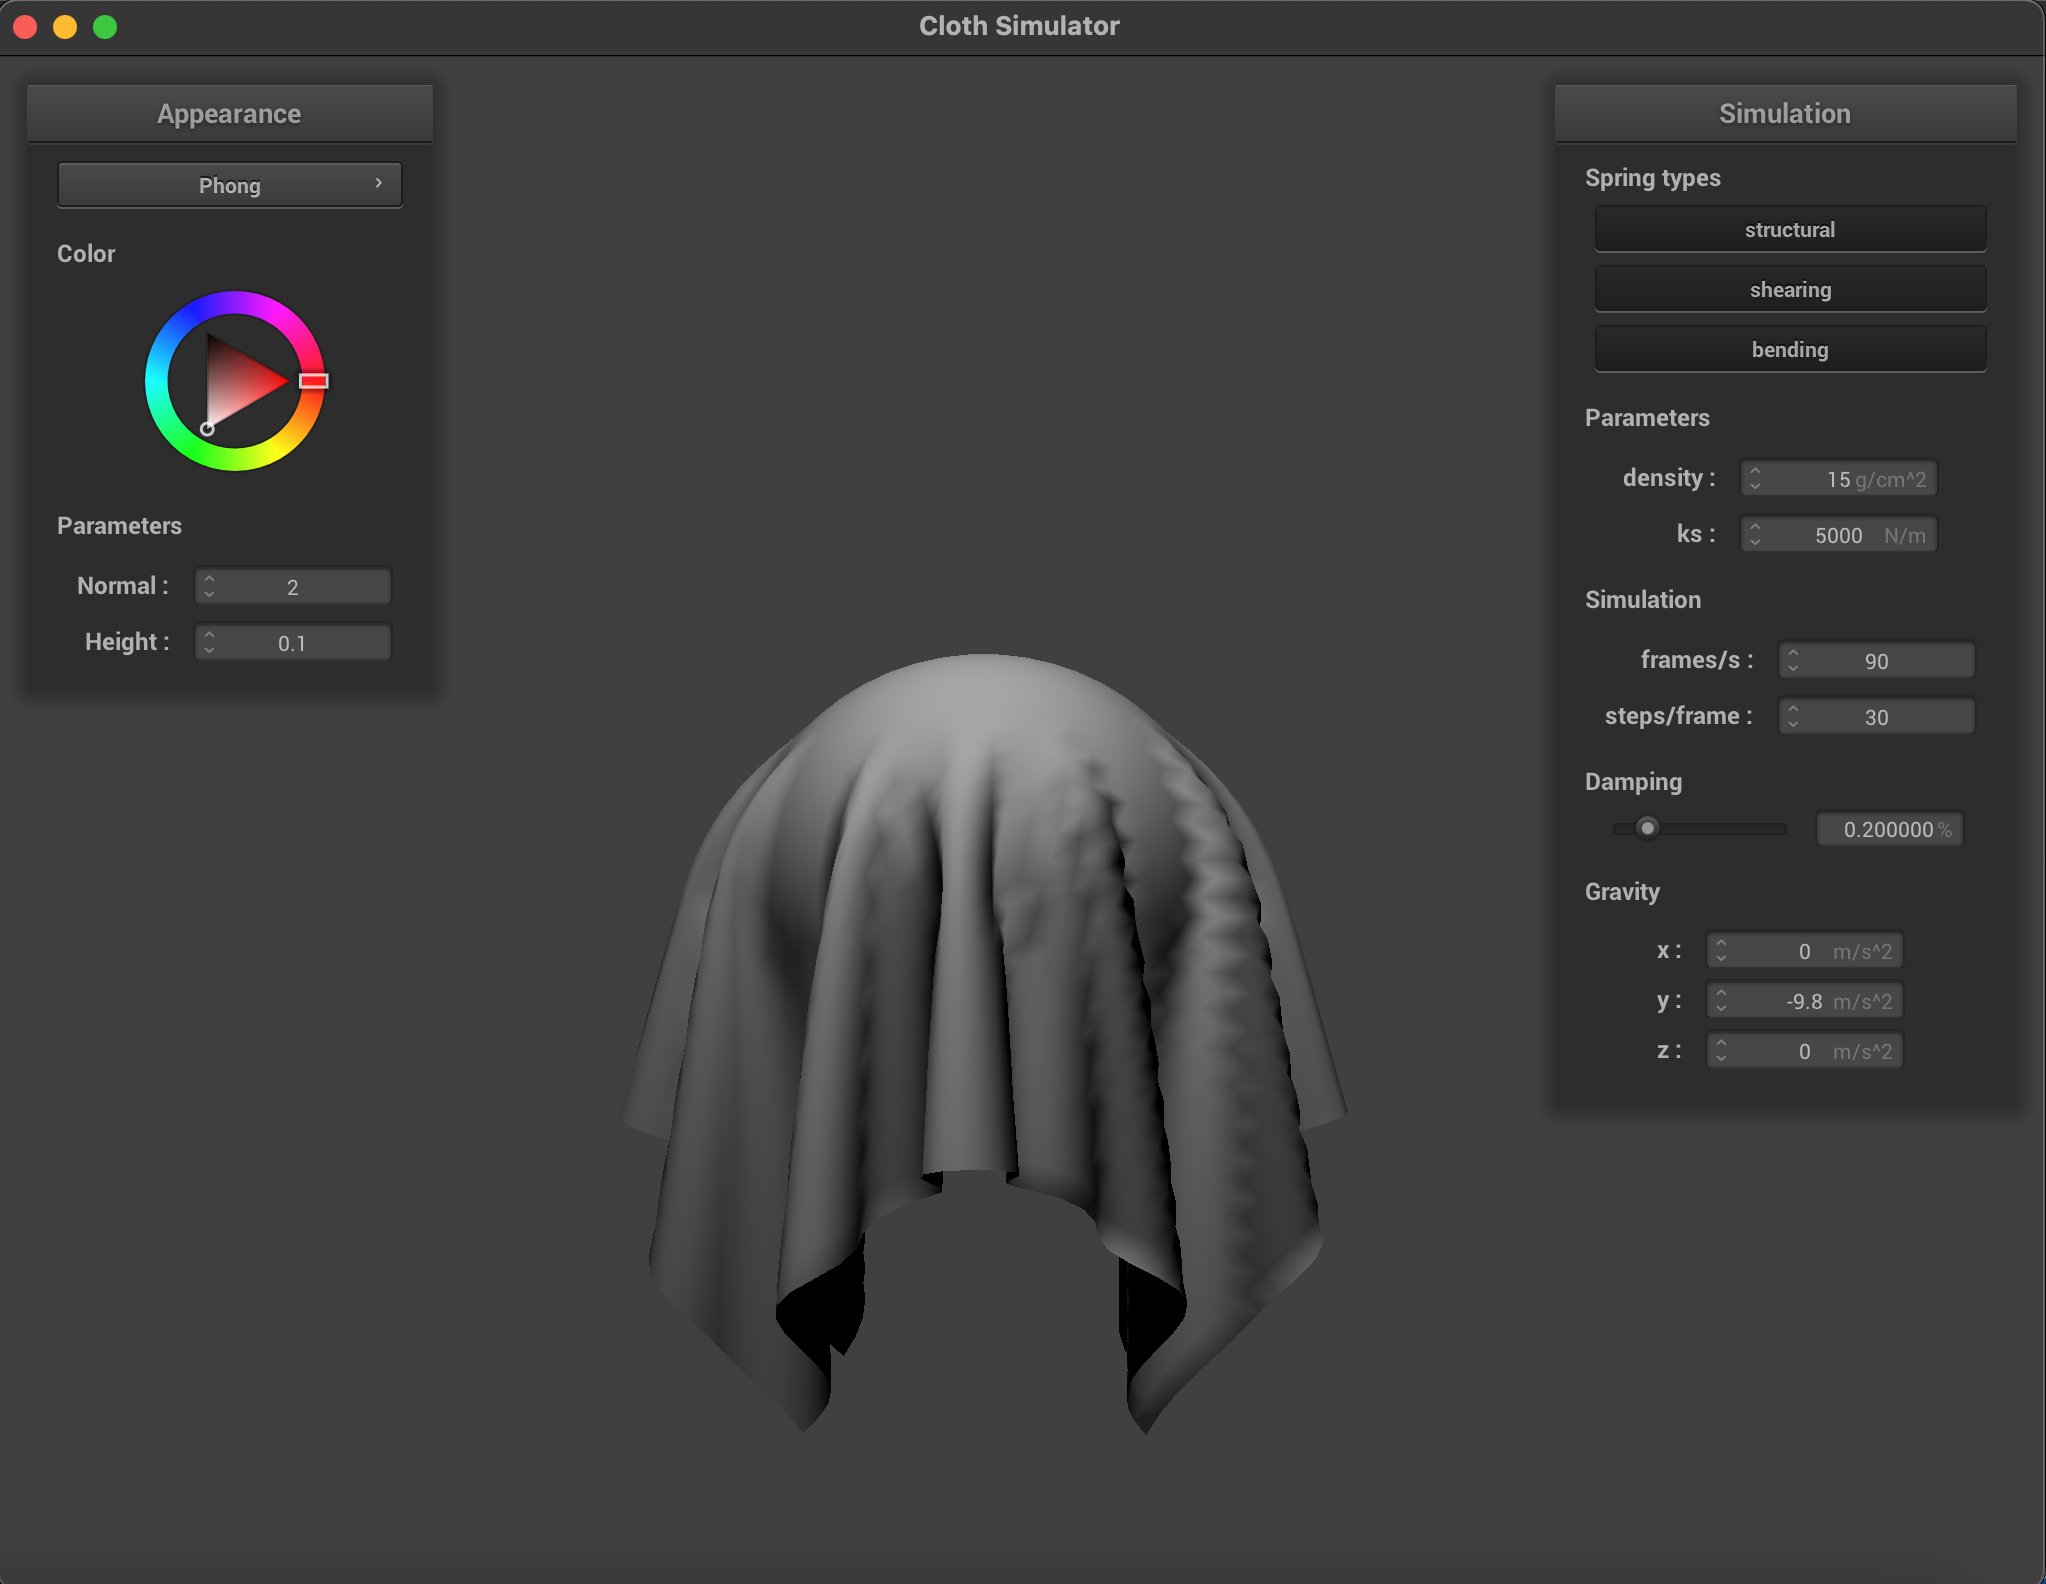 Cloth Simulator
Appearance
Phong
Color
Parameters
Normal : 2
Height : 0.1
Simulation
Spring types
structural
shearing
bending
Parameters
density : 15 g/cm^2
ks : 5000 N/m
Simulation
frames/s : 90
steps/frame : 30
Damping
0.200000 %
Gravity
x : 0 m/s^2
y : -9.8 m/s^2
z : 0 m/s^2